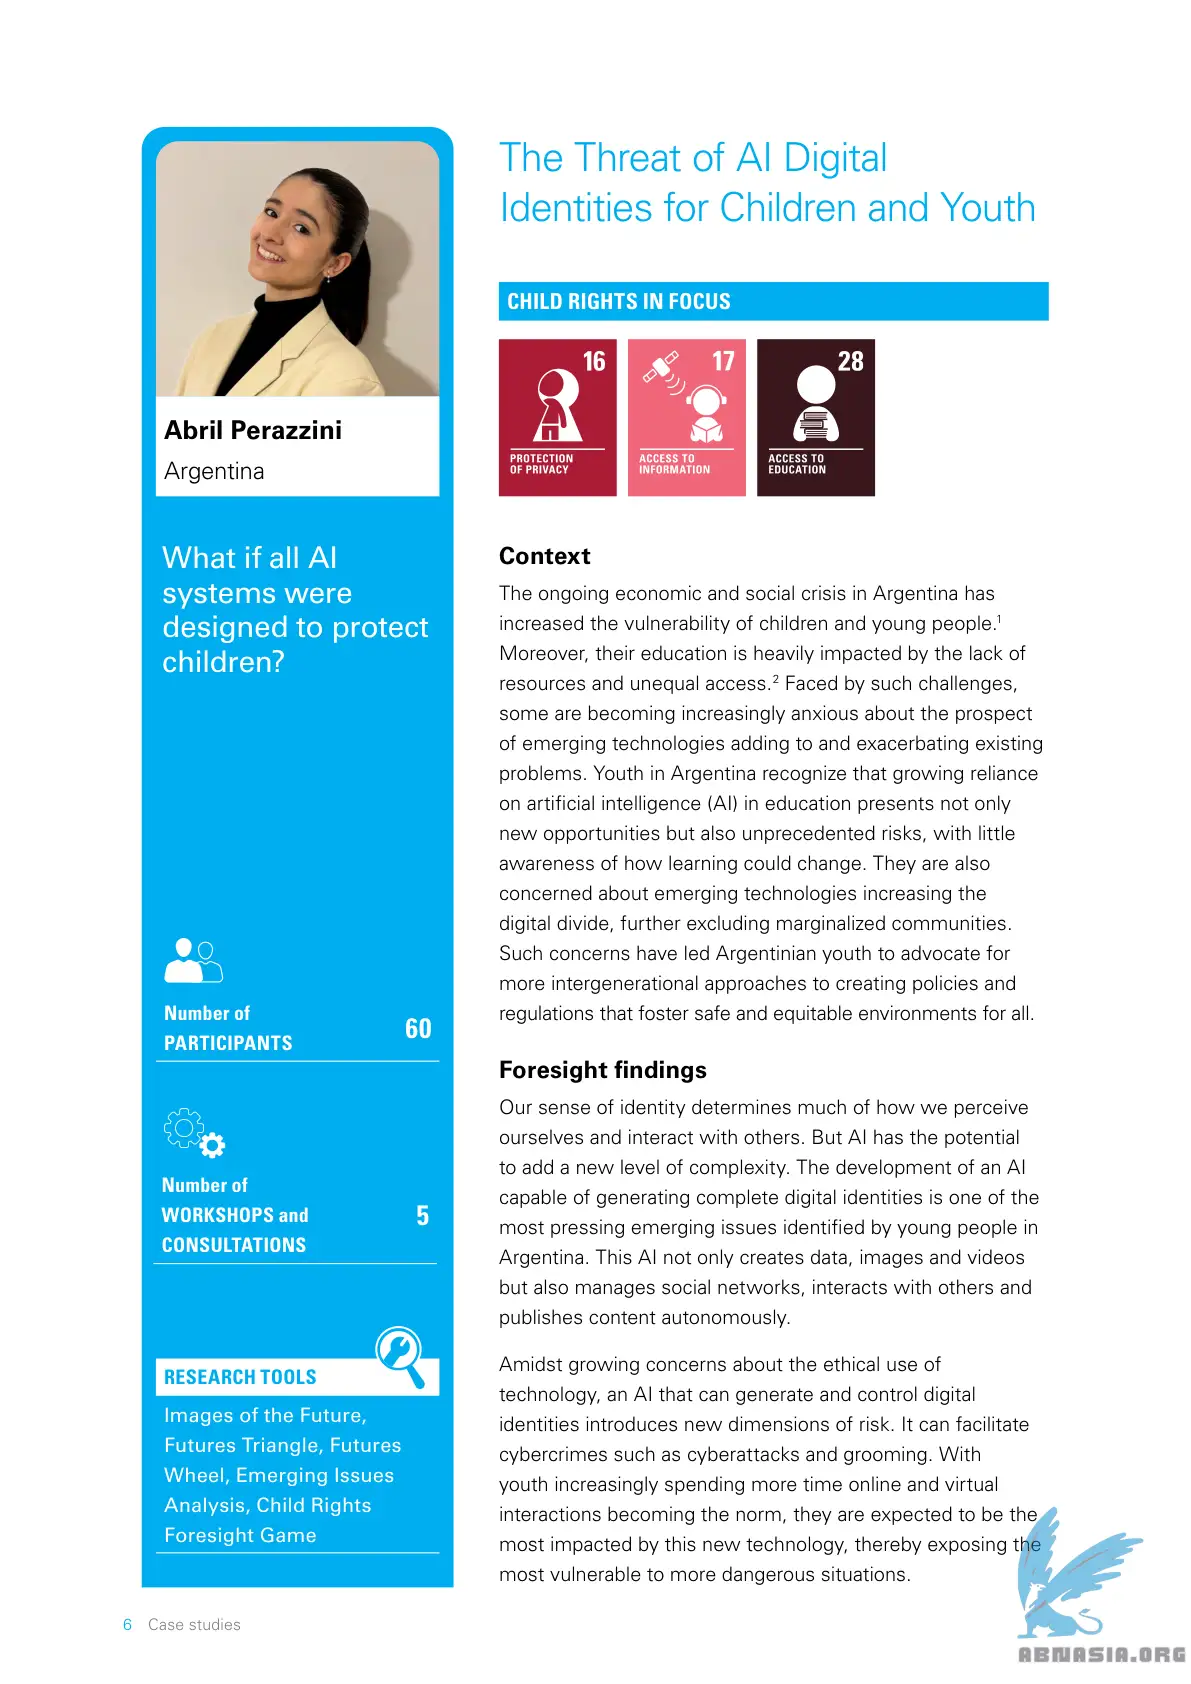 The Threat of AI Digital
Identities for Children and Youth
CHILD RIGHTS IN FOCUS
16
PROTECTION
OF PRIVACY
17
ACCESS TO
INFORMATION
28
ACCESS TO
EDUCATION
Abril Perazzini
Argentina
What if all AI
systems were
designed to protect
children?
Number of
PARTICIPANTS
60
Number of
WORKSHOPS and
CONSULTATIONS
5
RESEARCH TOOLS
Images of the Future,
Futures Triangle, Futures
Wheel, Emerging Issues
Analysis, Child Rights
Foresight Game
Context
The ongoing economic and social crisis in Argentina has
increased the vulnerability of children and young people.1
Moreover, their education is heavily impacted by the lack of
resources and unequal access.2 Faced by such challenges,
some are becoming increasingly anxious about the prospect
of emerging technologies adding to and exacerbating existing
problems. Youth in Argentina recognize that growing reliance
on artificial intelligence (AI) in education presents not only
new opportunities but also unprecedented risks, with little
awareness of how learning could change. They are also
concerned about emerging technologies increasing the
digital divide, further excluding marginalized communities.
Such concerns have led Argentinian youth to advocate for
more intergenerational approaches to creating policies and
regulations that foster safe and equitable environments for all.
Foresight findings
Our sense of identity determines much of how we perceive
ourselves and interact with others. But AI has the potential
to add a new level of complexity. The development of an AI
capable of generating complete digital identities is one of the
most pressing emerging issues identified by young people in
Argentina. This AI not only creates data, images and videos
but also manages social networks, interacts with others and
publishes content autonomously.
Amidst growing concerns about the ethical use of
technology, an AI that can generate and control digital
identities introduces new dimensions of risk. It can facilitate
cybercrimes such as cyberattacks and grooming. With
youth increasingly spending more time online and virtual
interactions becoming the norm, they are expected to be the
most impacted by this new technology, thereby exposing the
most vulnerable to more dangerous situations.
6 Case studies
ABNASIA.ORG